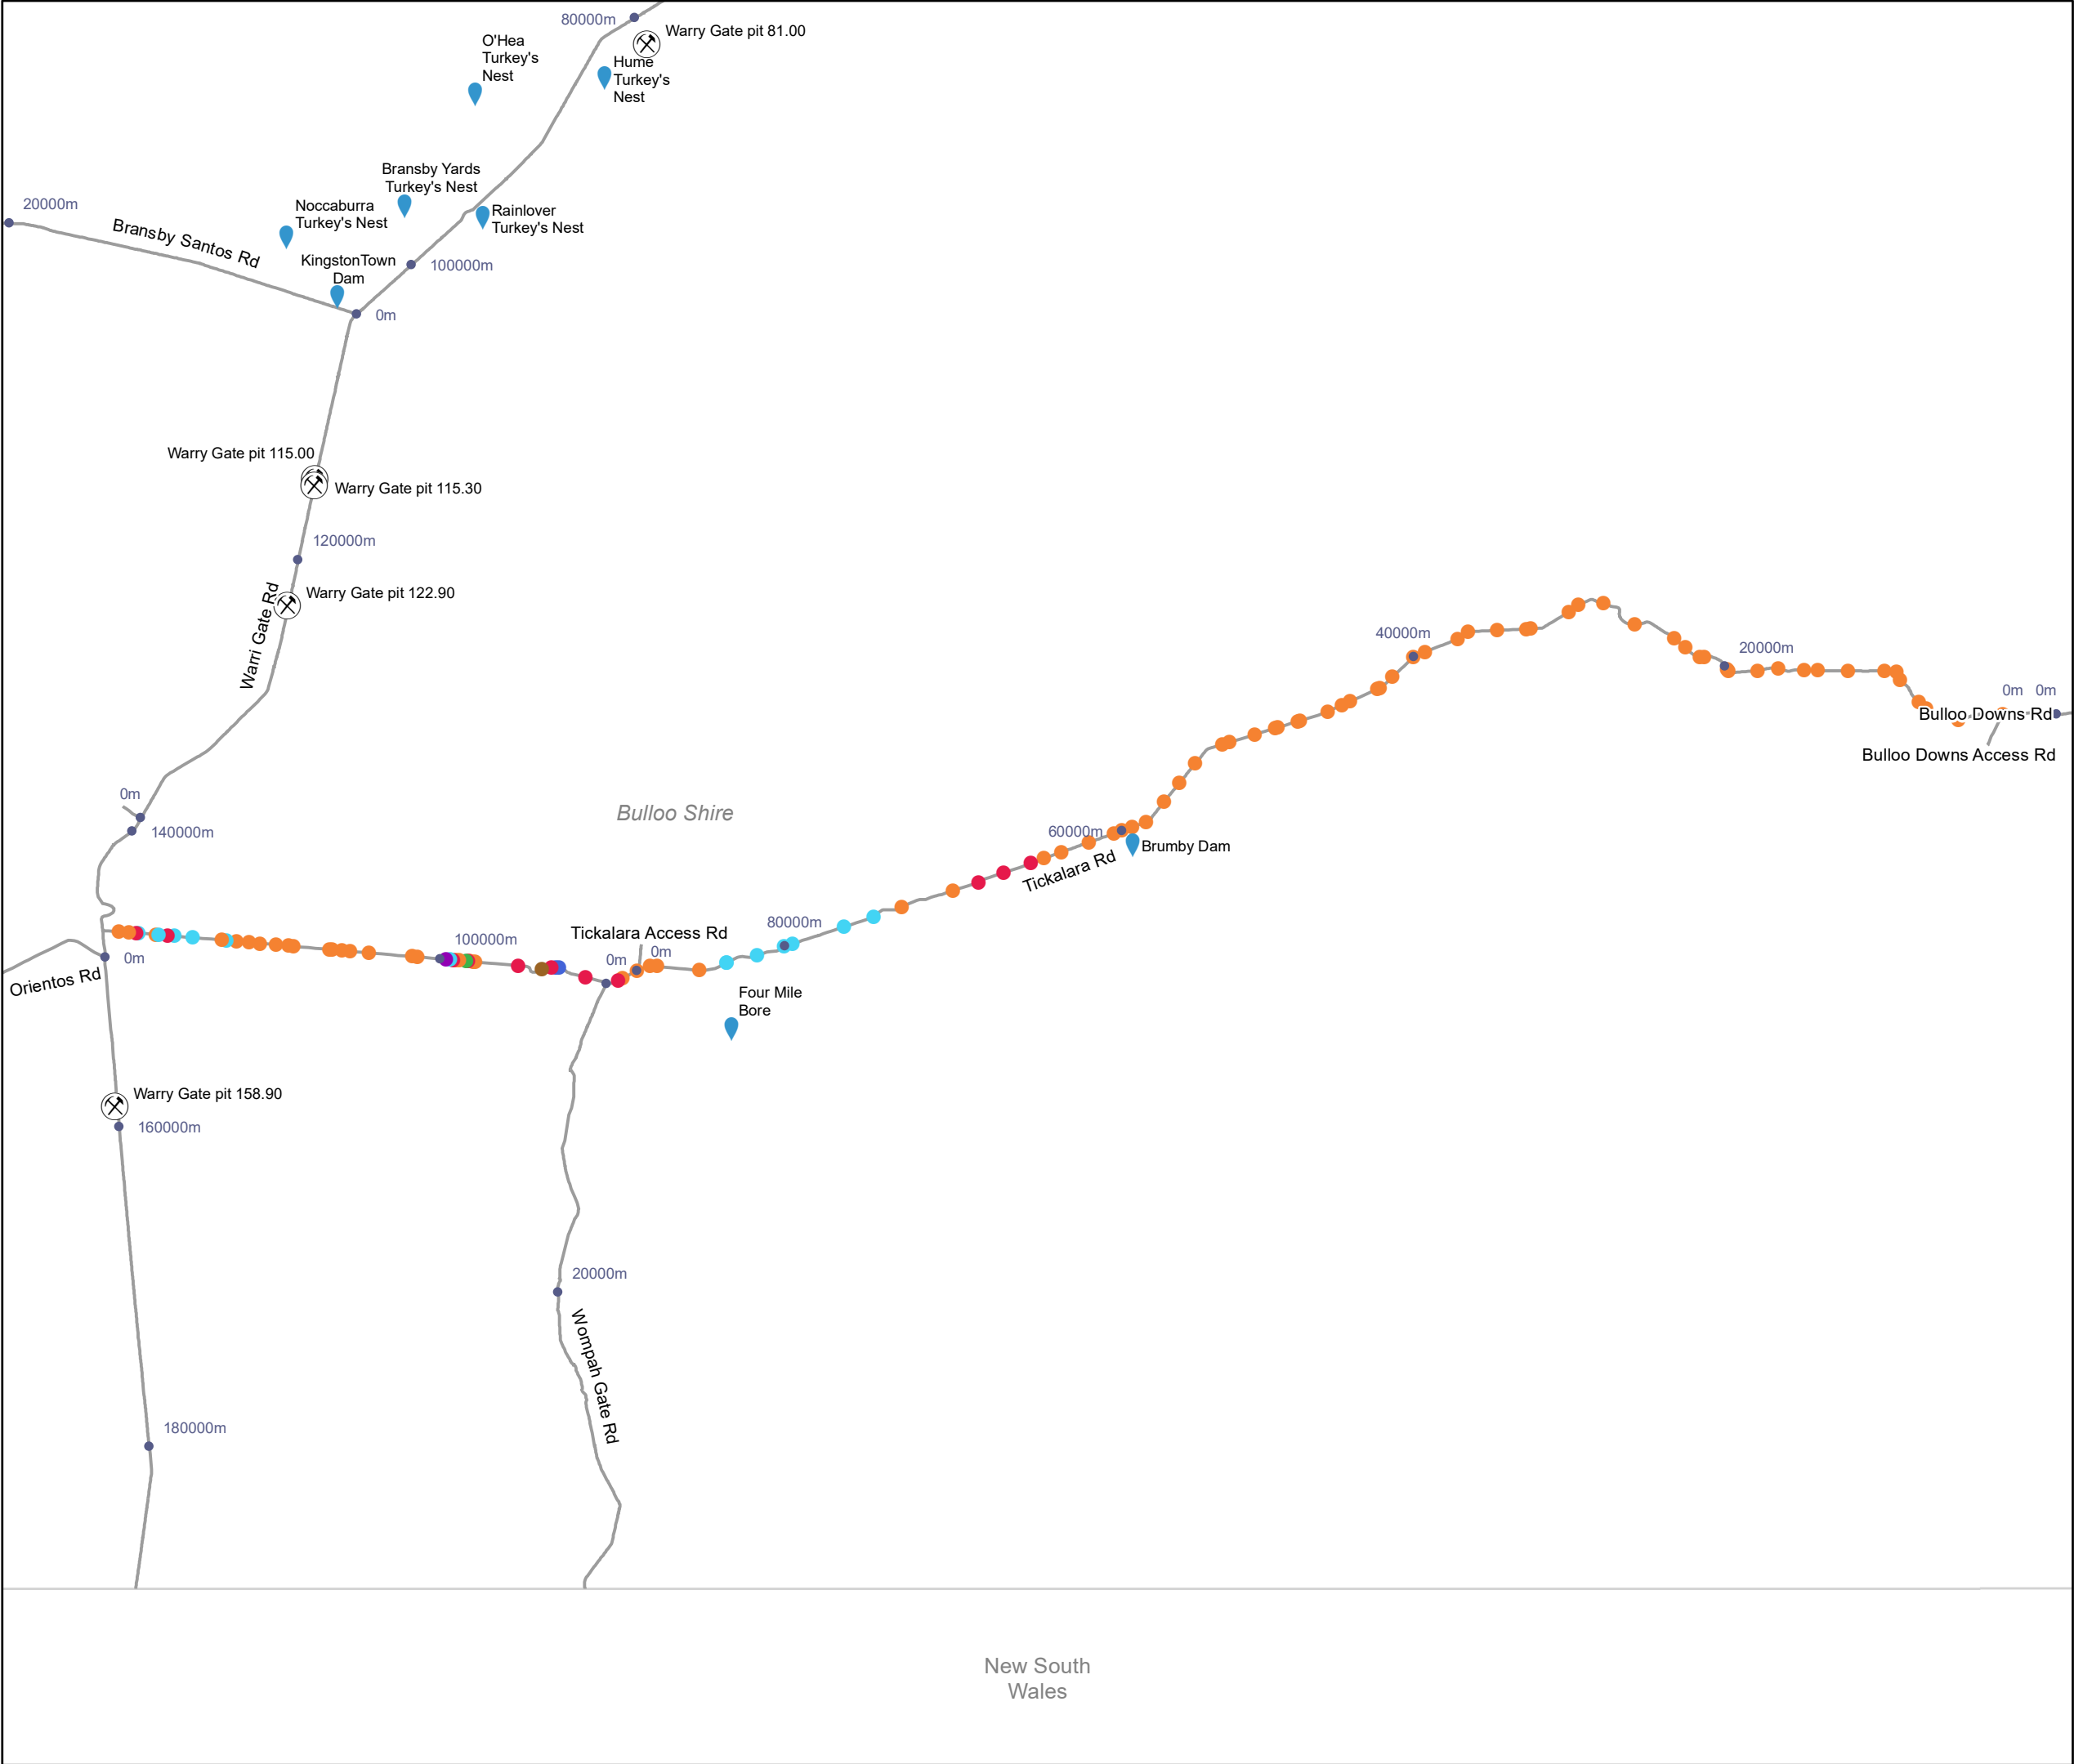 80000m
Warry Gate pit 81.00
O'Hea
Turkey's
Nest
Hume
Turkey's
Nest
Bransby Yards
Turkey's Nest
20000m
Noccaburra
Turkey's Nest
Rainlover
Turkey's Nest
Bransby Santos Rd
KingstonTown
Dam
100000m
0m
Warry Gate pit 115.00
Warry Gate pit 115.30
120000m
Warry Gate pit 122.90
Warri Gate Rd
40000m
20000m
0m
0m
Bulloo Downs Rd
Bulloo Downs Access Rd
0m
140000m
Bulloo Shire
60000m
Brumby Dam
Tickalara Rd
80000m
Tickalara Access Rd
100000m
0m
0m
0m
Orientos Rd
Four Mile
Bore
Warry Gate pit 158.90
160000m
20000m
Wompah Gate Rd
180000m
New South
Wales